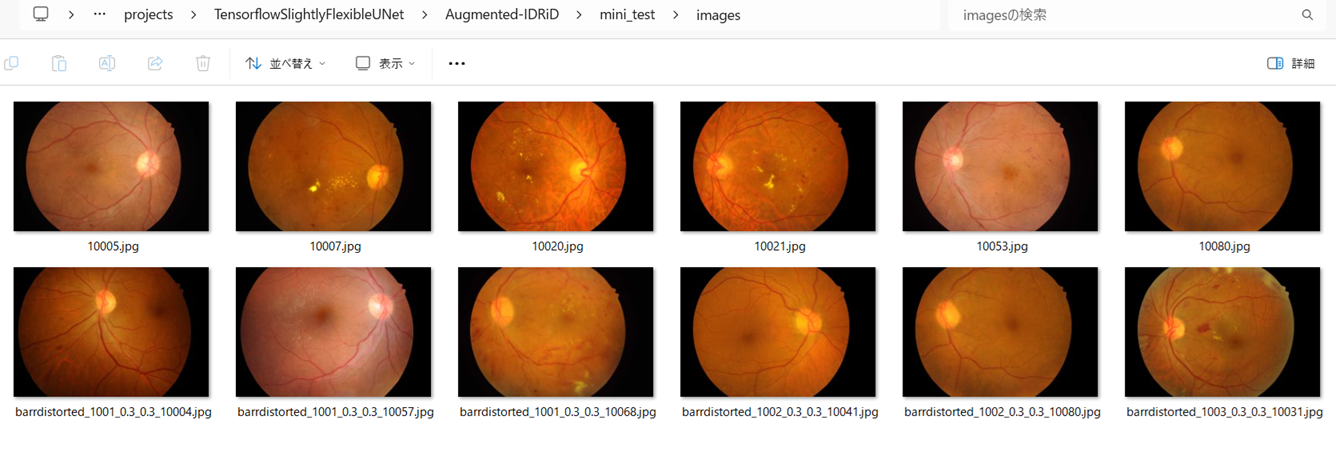 projects > TensorflowSlightlyFlexibleUNet > Augmented-IDRiD > mini_test > images
imagesの検索
並べ替え
表示
詳細
10005.jpg
10007.jpg
10020.jpg
10021.jpg
10053.jpg
10080.jpg
barrdistorted_1001_0.3_0.3_10004.jpg
barrdistorted_1001_0.3_0.3_10057.jpg
barrdistorted_1001_0.3_0.3_10068.jpg
barrdistorted_1002_0.3_0.3_10041.jpg
barrdistorted_1002_0.3_0.3_10080.jpg
barrdistorted_1003_0.3_0.3_10031.jpg